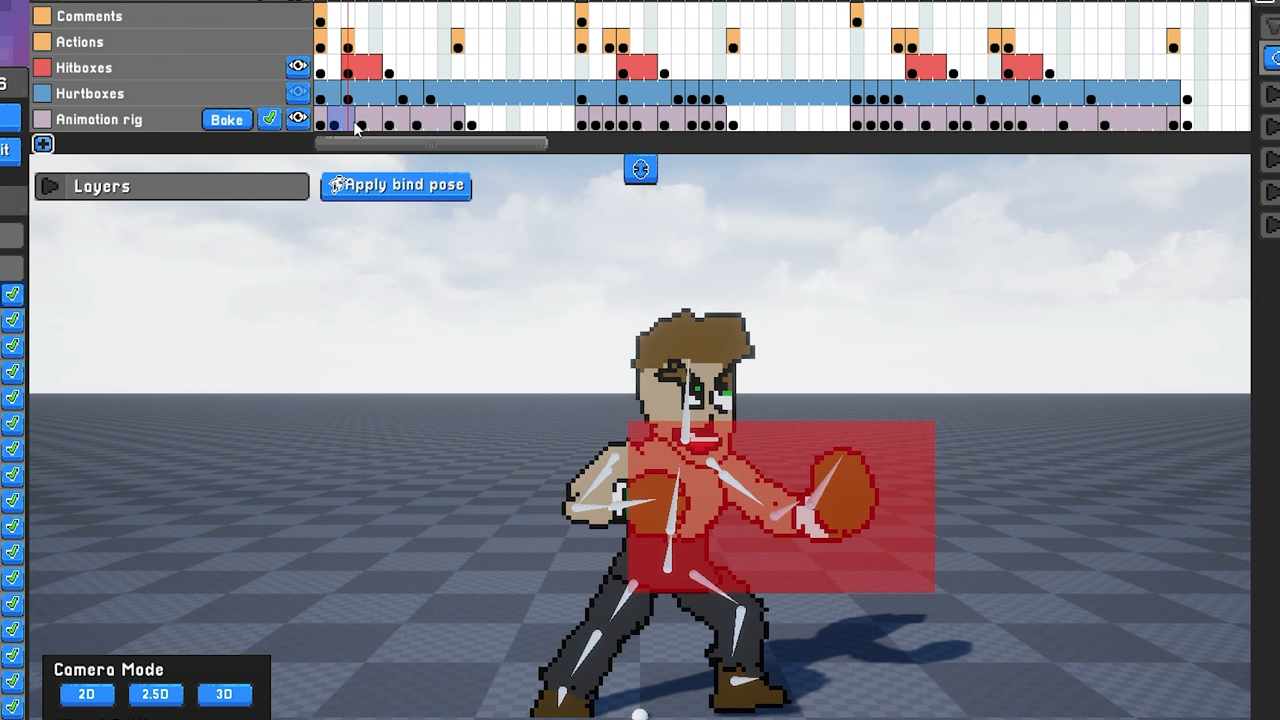 Comments
Actions
Hitboxes
Hurtboxes
Animation rig Bake
Layers Apply bind pose
Camera Mode
2D 2.5D 3D